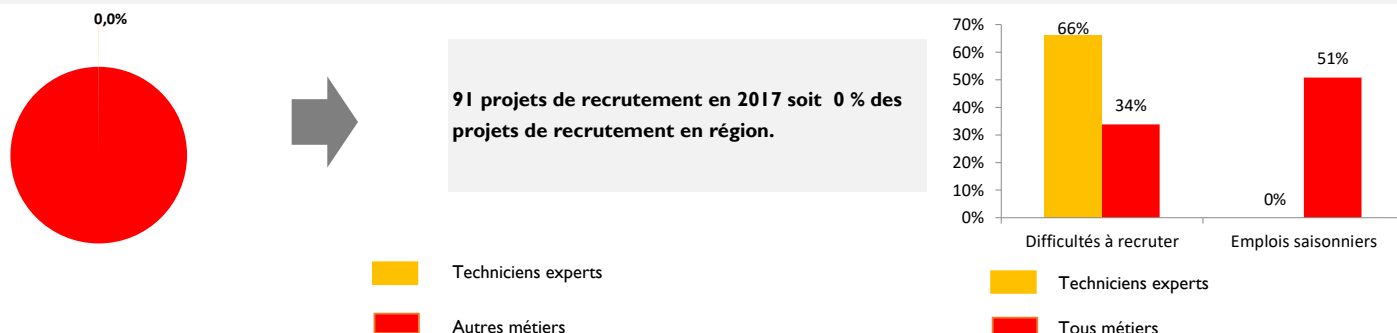 0,0%
91 projets de recrutement en 2017 soit 0 % des
projets de recrutement en région.
Techniciens experts
Autres métiers
70%
60%
50%
40%
30%
20%
10%
0%
66%
34%
0%
51%
Difficultés à recruter
Emplois saisonniers
Techniciens experts
Tous métiers